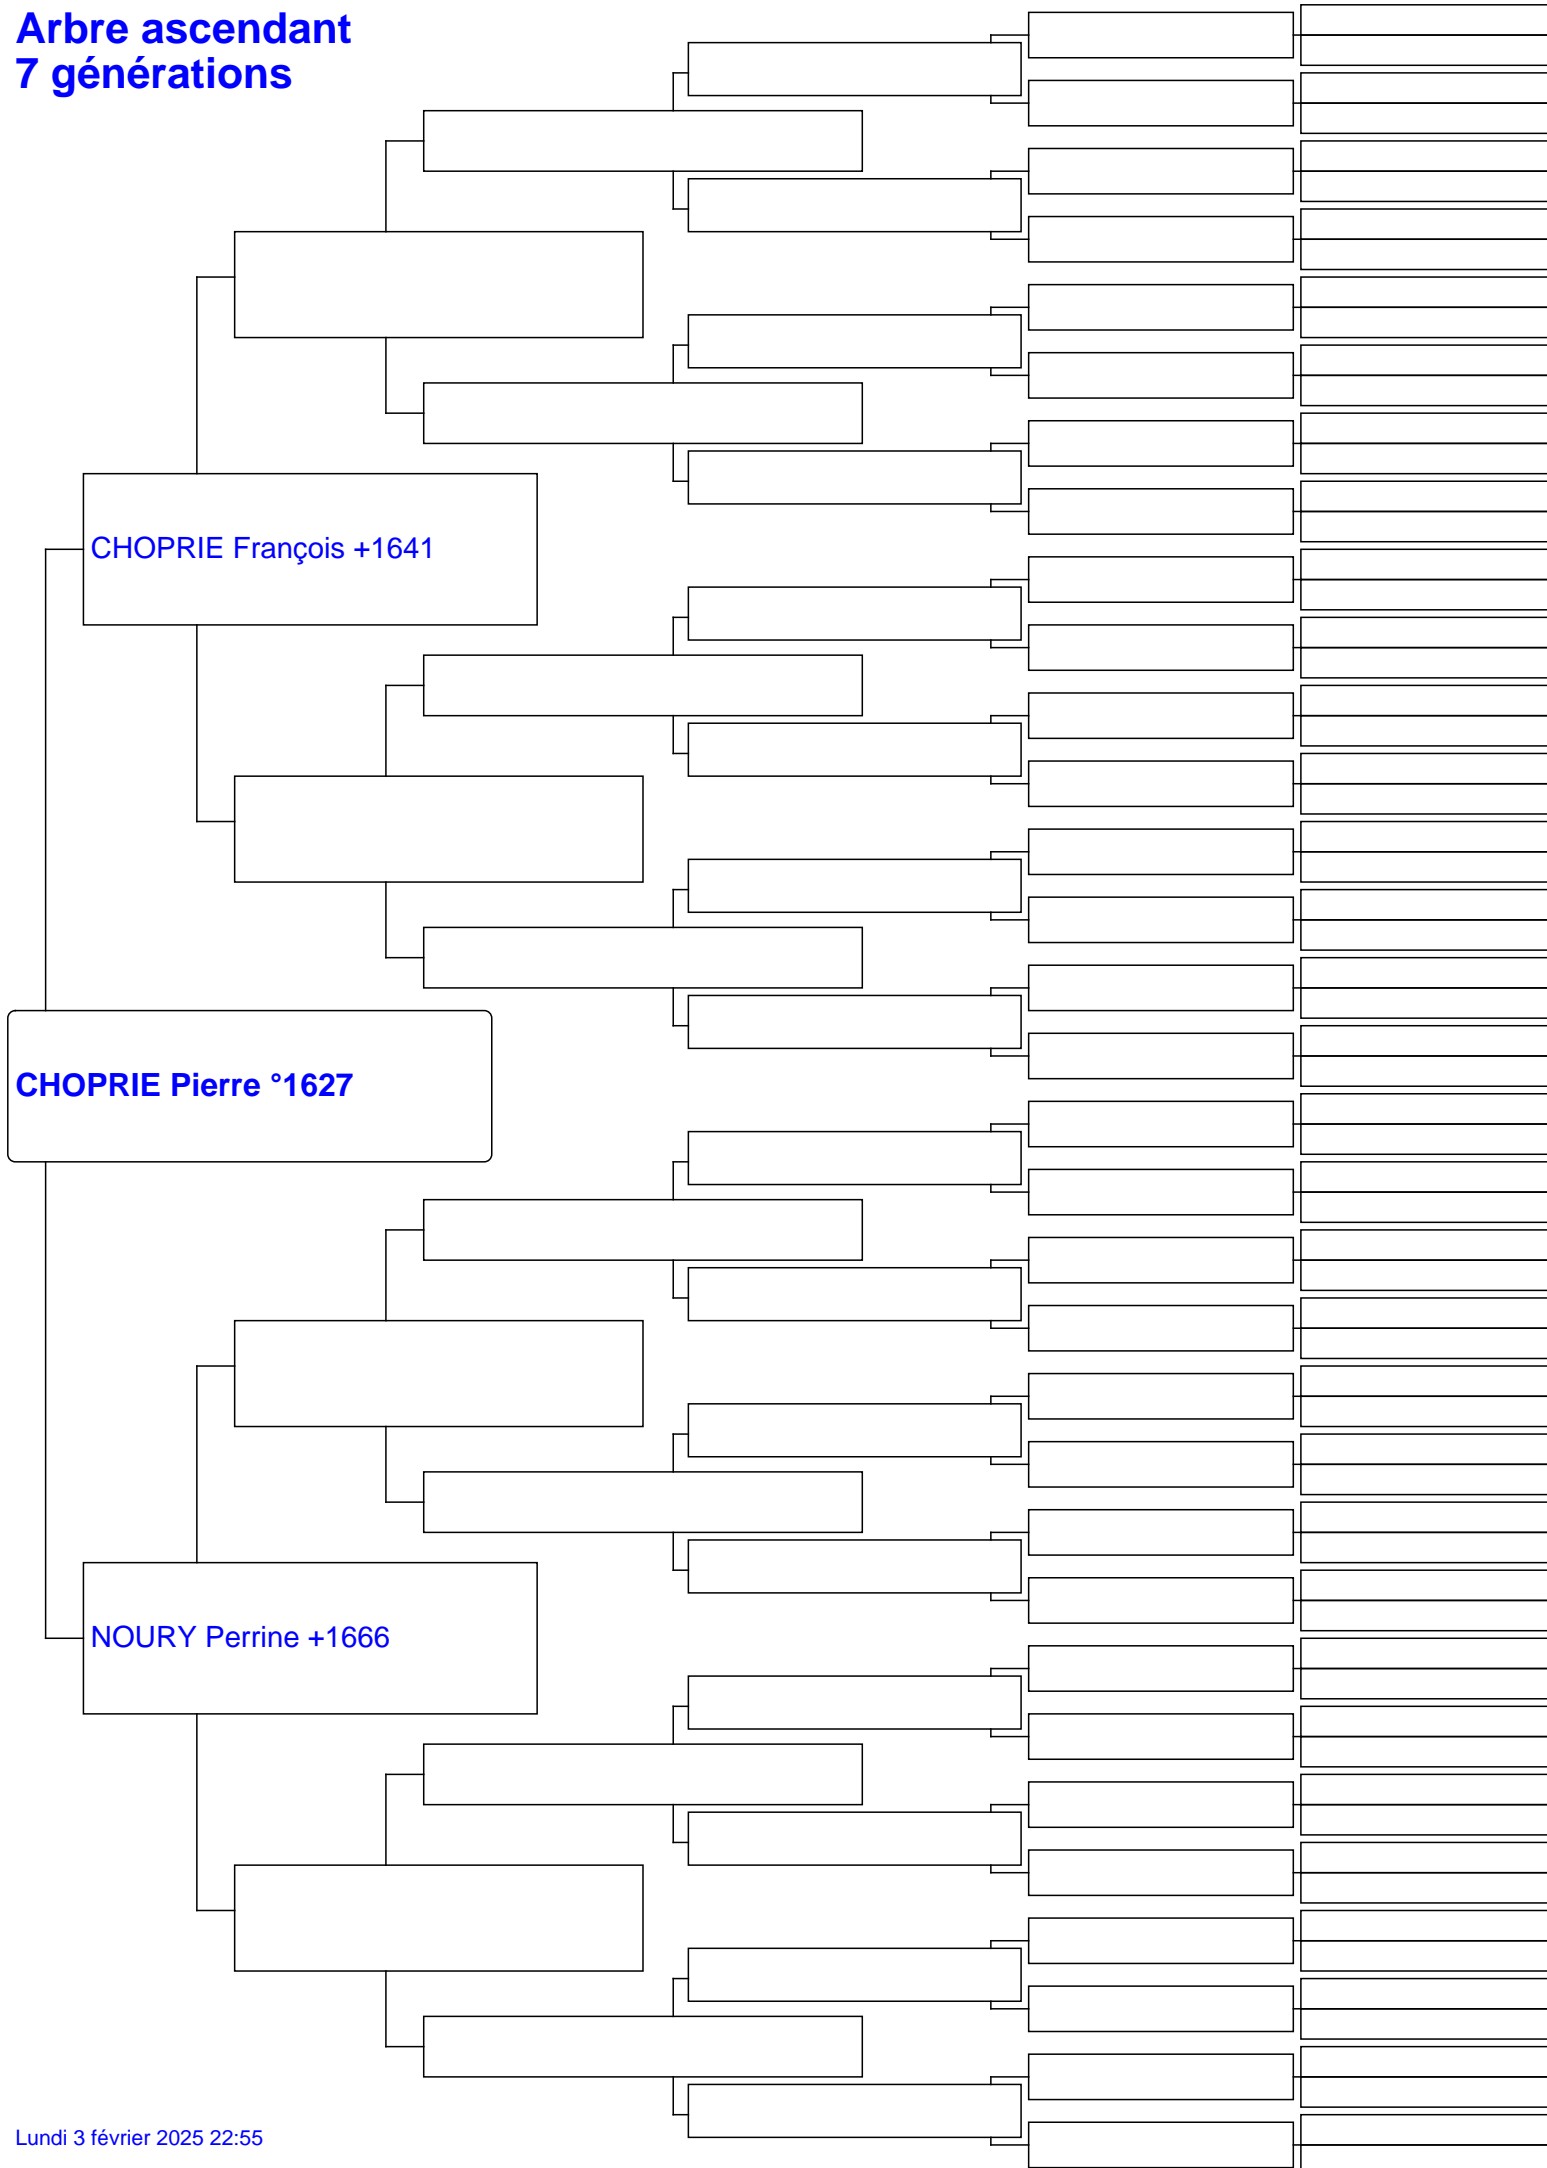 Arbre ascendant
7 générations
CHOPRIE François +1641
CHOPRIE Pierre °1627
NOURY Perrine +1666
Lundi 3 février 2025 22:55